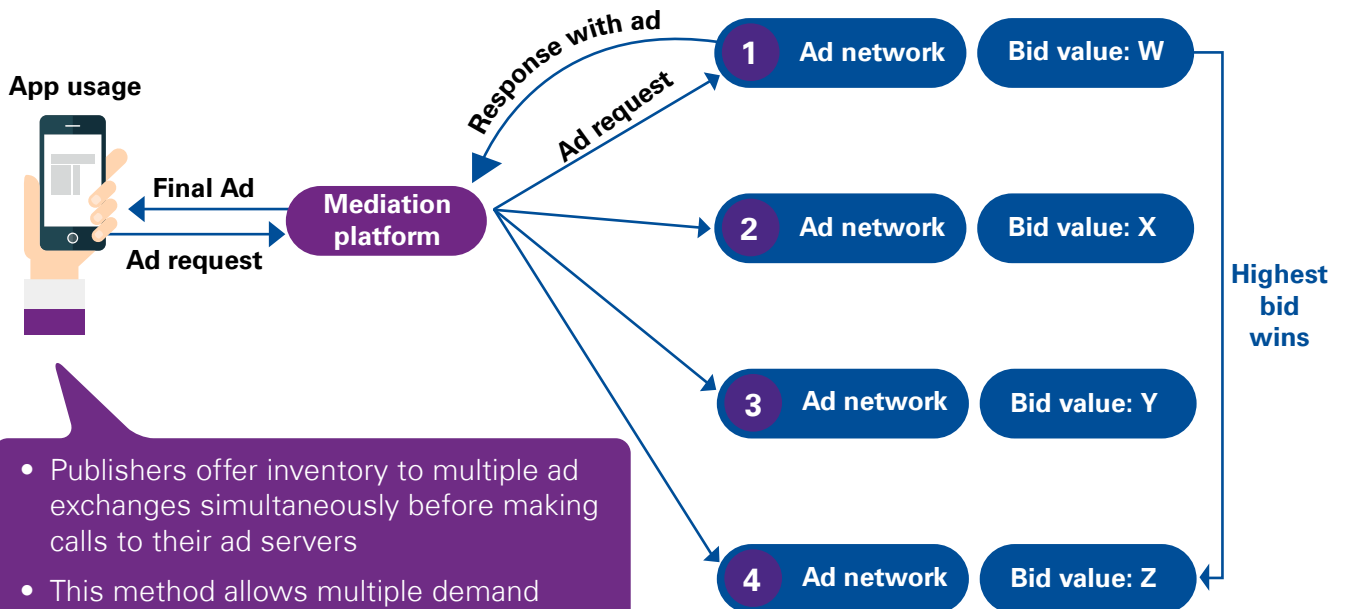 App usage
Final Ad
Ad request
Mediation
platform
Response with ad
Ad request
1 Ad network Bid value: W
2 Ad network Bid value: X
3 Ad network Bid value: Y
4 Ad network Bid value: Z
Highest
bid
wins
• Publishers offer inventory to multiple ad
exchanges simultaneously before making
calls to their ad servers
• This method allows multiple demand